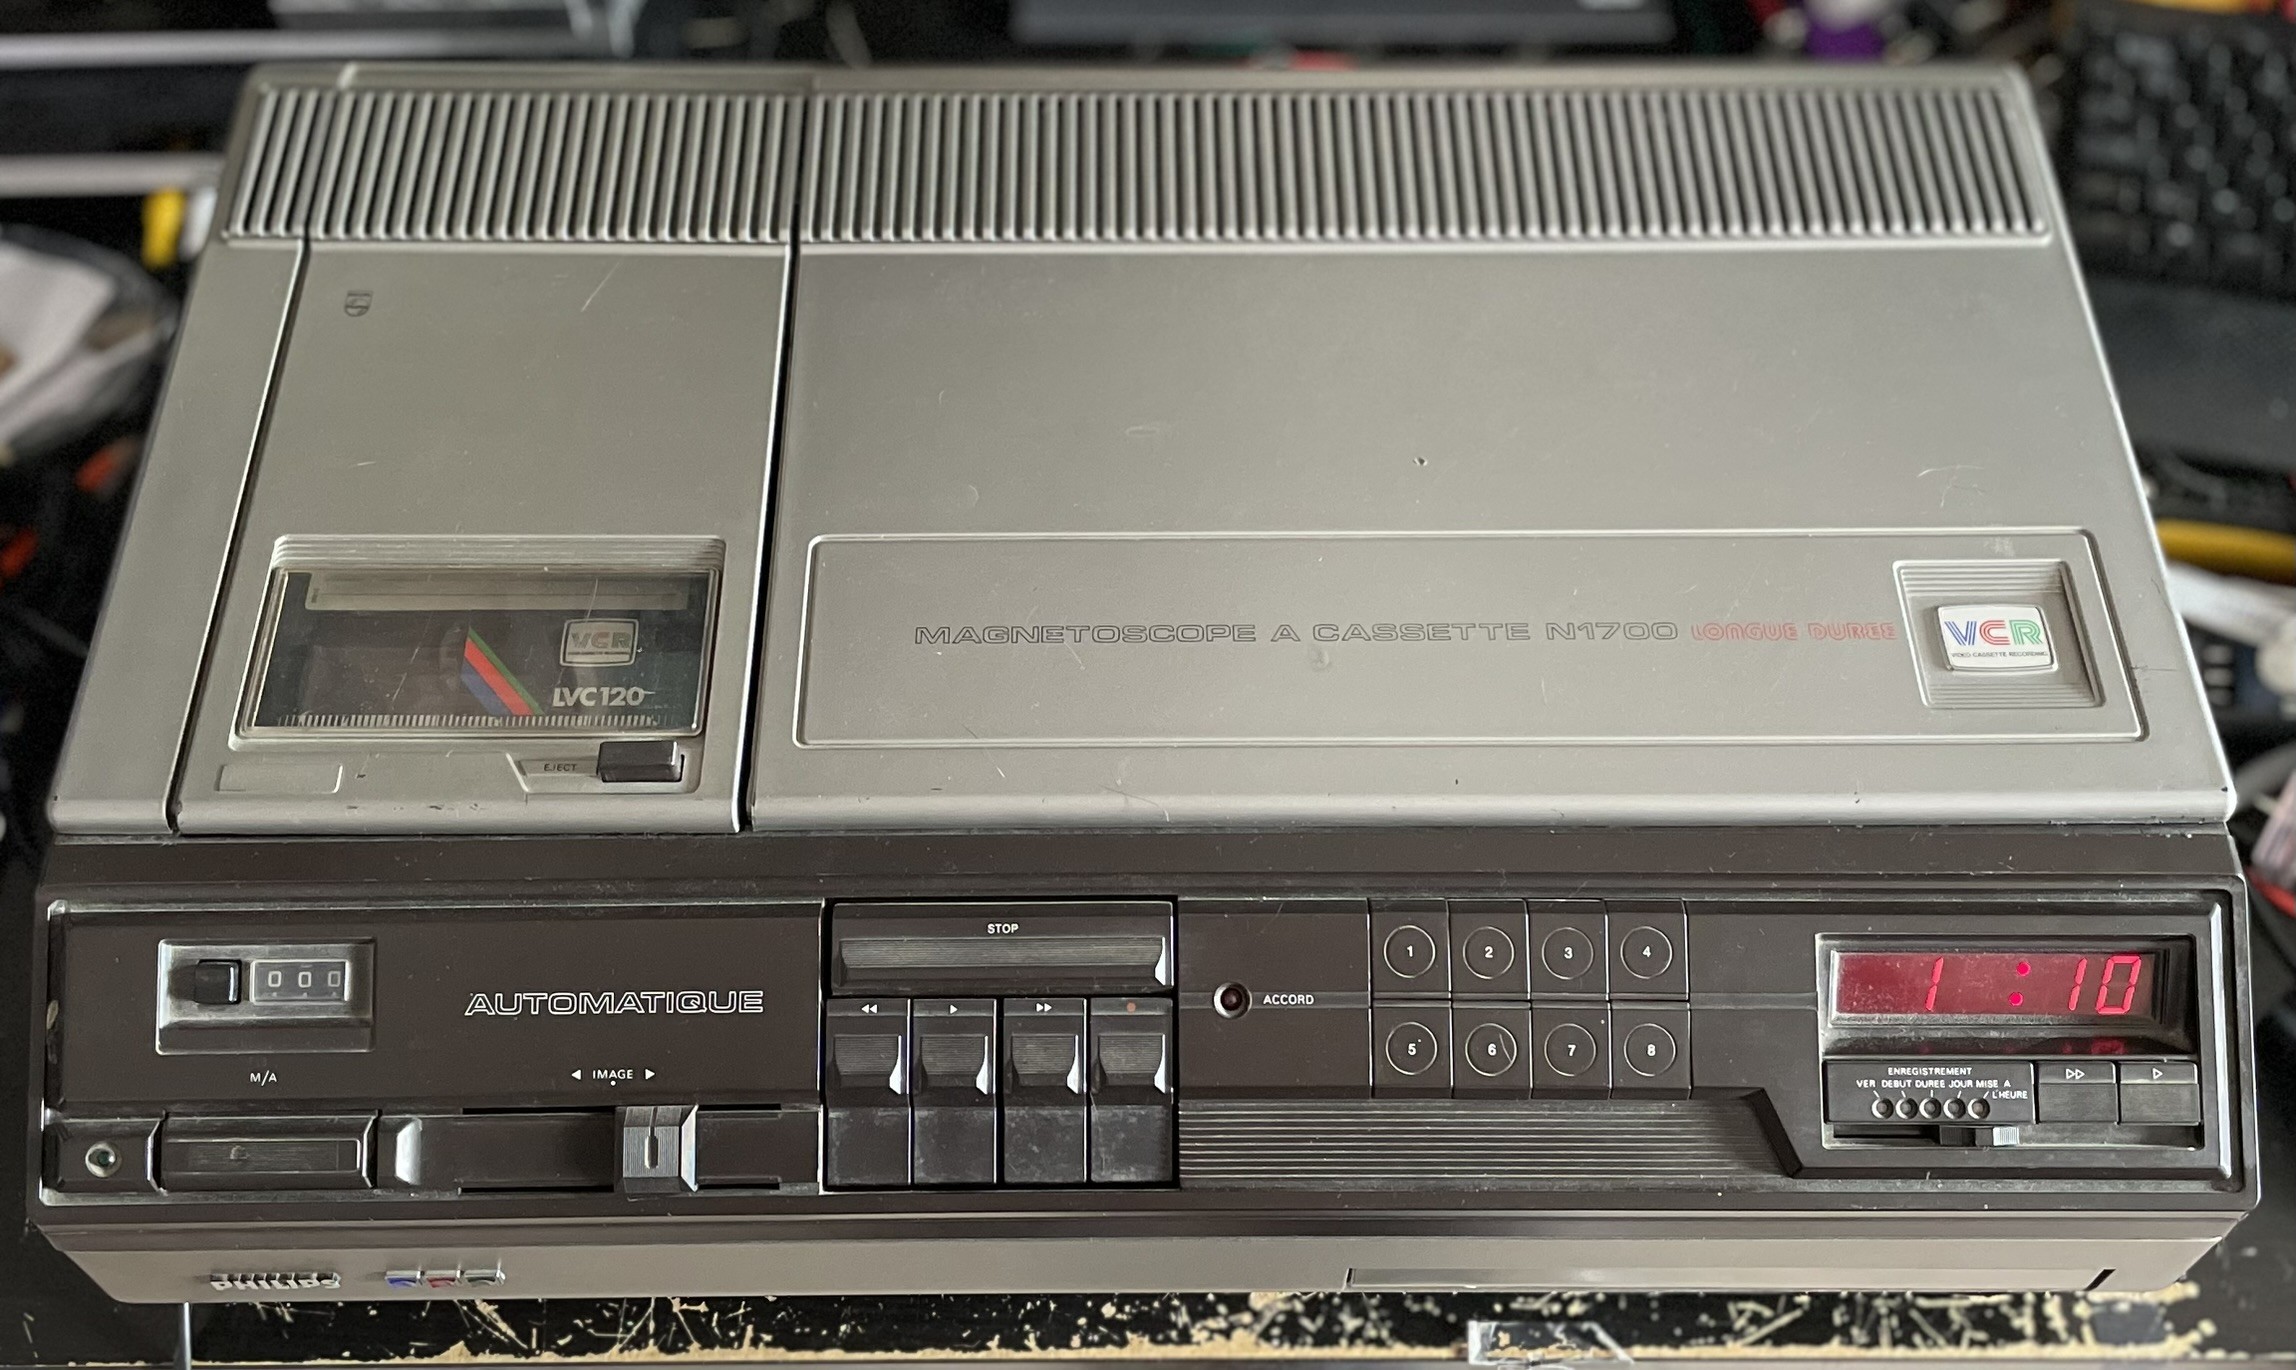 VCR
LVC120
EJECT
MAGNETOSCOPE A CASSETTE N1700 LONGUE DUREE
VCR
VIDEO CASSETTE RECORDING
000
AUTOMATIQUE
M/A
◀ IMAGE ▶
STOP
◀◀ ▶ ▶▶ ●
ACCORD
1 2 3 4
5 6 7 8
1:10
ENREGISTREMENT
VER DEBUT DUREE JOUR MISE A
L'HEURE
▷▷ ▷
PHILIPS